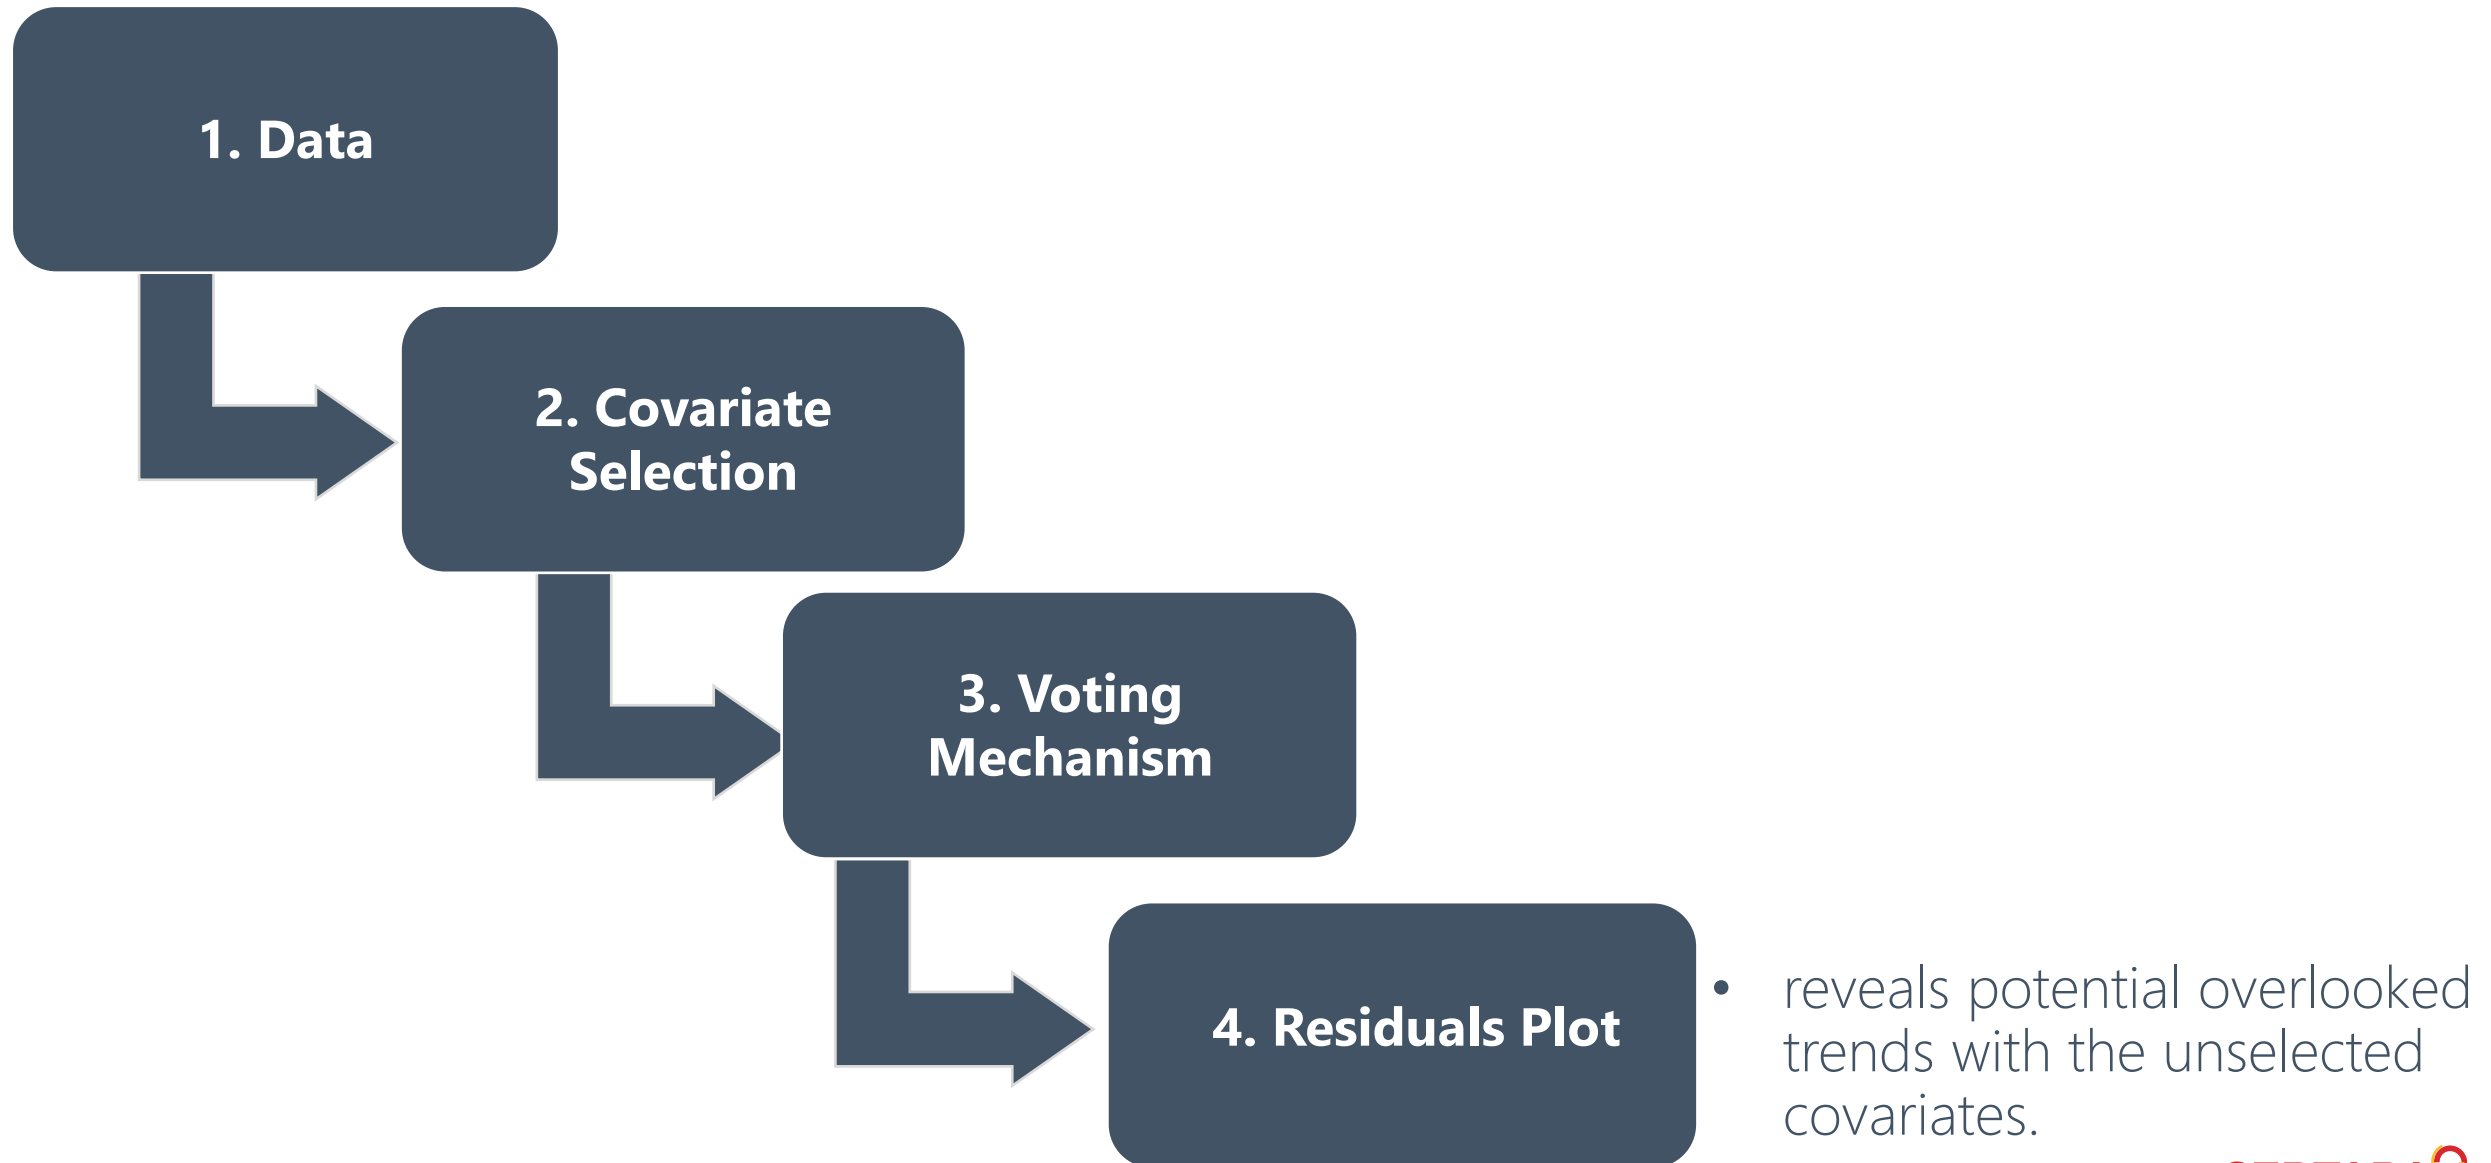 1. Data
2. Covariate
Selection
3. Voting
Mechanism
4. Residuals Plot
• reveals potential overlooked
trends with the unselected
covariates.